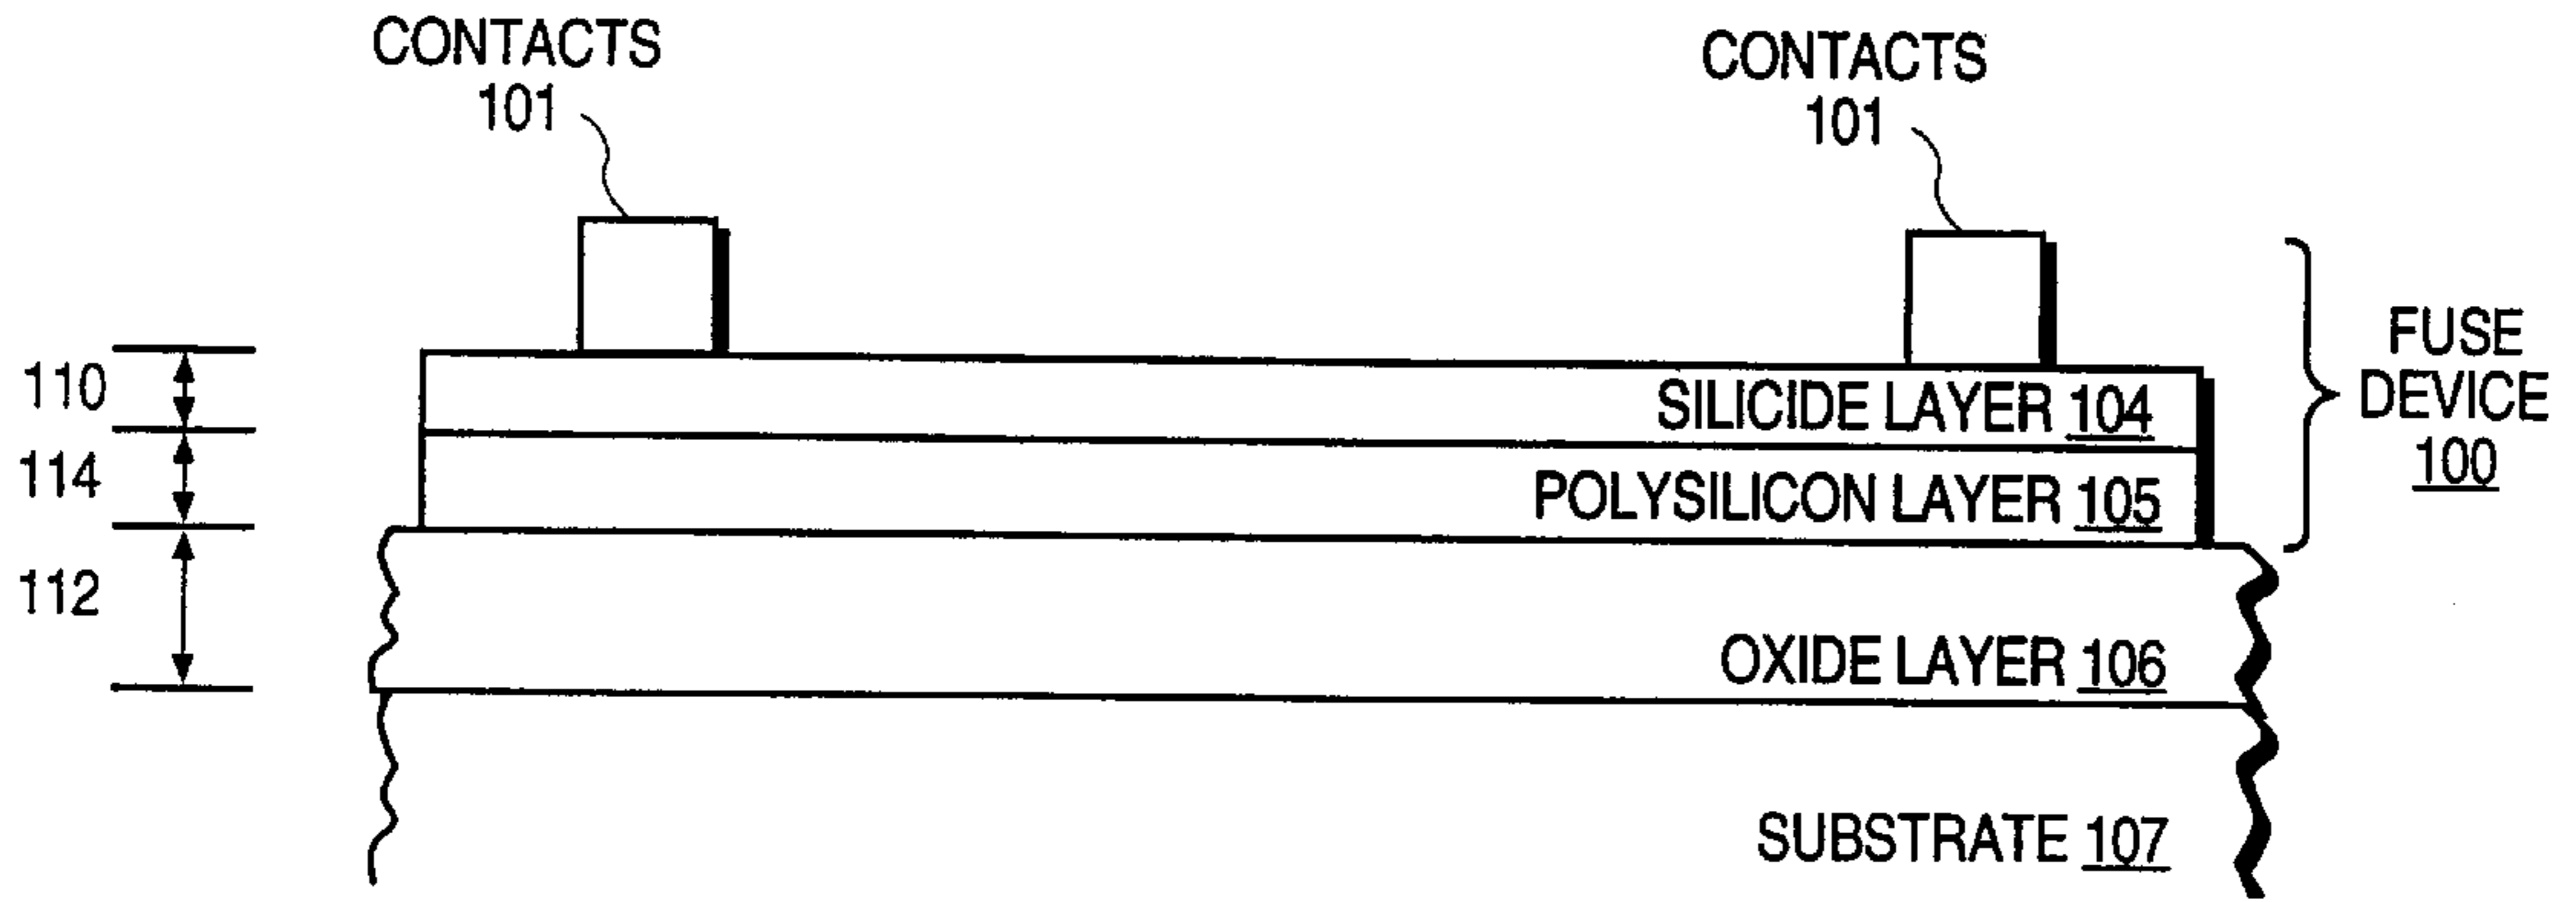 CONTACTS
101
CONTACTS
101
110
114
112
SILICIDE LAYER 104
POLYSILICON LAYER 105
OXIDE LAYER 106
SUBSTRATE 107
FUSE
DEVICE
100